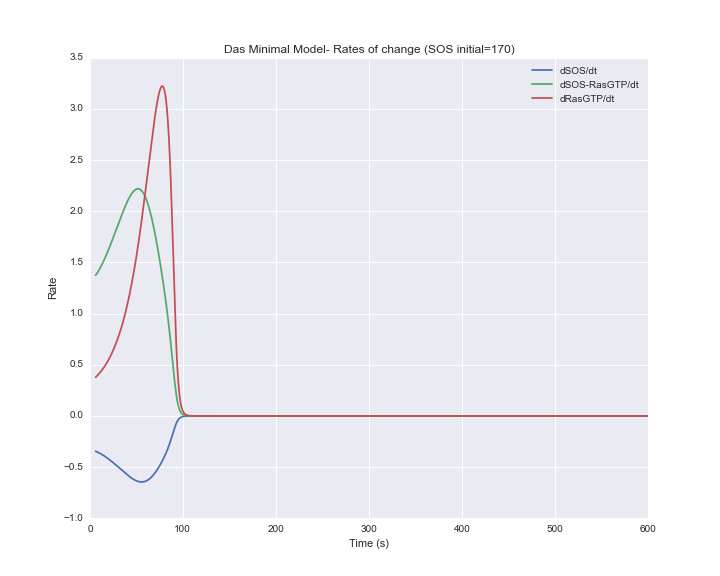 Das Minimal Model- Rates of change (SOS initial=170)
dSOS/dt
dSOS-RasGTP/dt
dRasGTP/dt
3.5
3.0
2.5
2.0
1.5
1.0
0.5
0.0
−0.5
−1.0
Rate
0 100 200 300 400 500 600
Time (s)